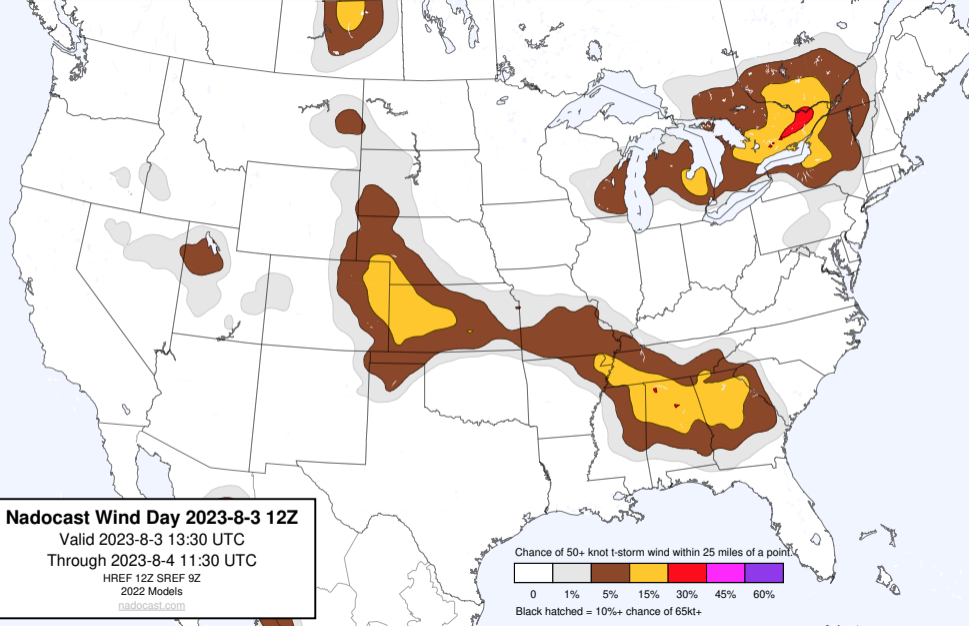 Nadocast Wind Day 2023-8-3 12Z
Valid 2023-8-3 13:30 UTC
Through 2023-8-4 11:30 UTC
HREF 12Z SREF 9Z
2022 Models
nadocast.com
Chance of 50+ knot t-storm wind within 25 miles of a point.
0 1% 5% 15% 30% 45% 60%
Black hatched = 10%+ chance of 65kt+